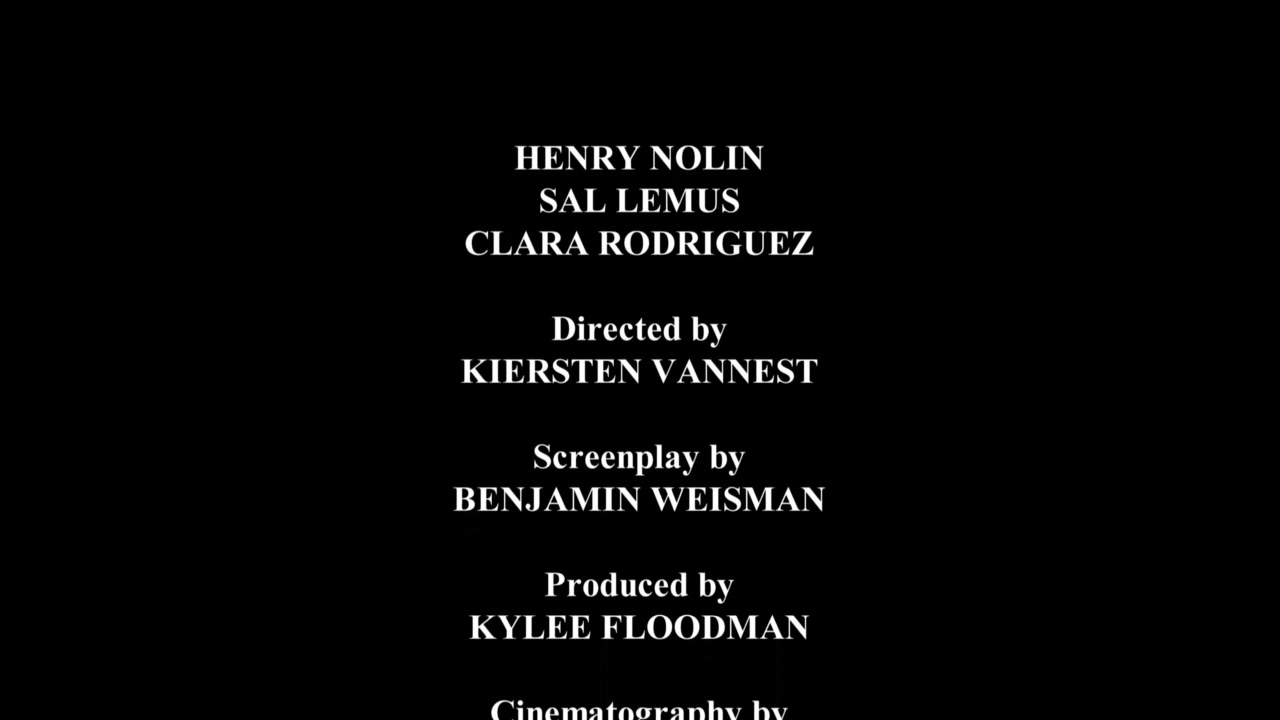 HENRY NOLIN
SAL LEMUS
CLARA RODRIGUEZ
Directed by
KIERSTEN VANNEST
Screenplay by
BENJAMIN WEISMAN
Produced by
KYLEE FLOODMAN
Cinematography by